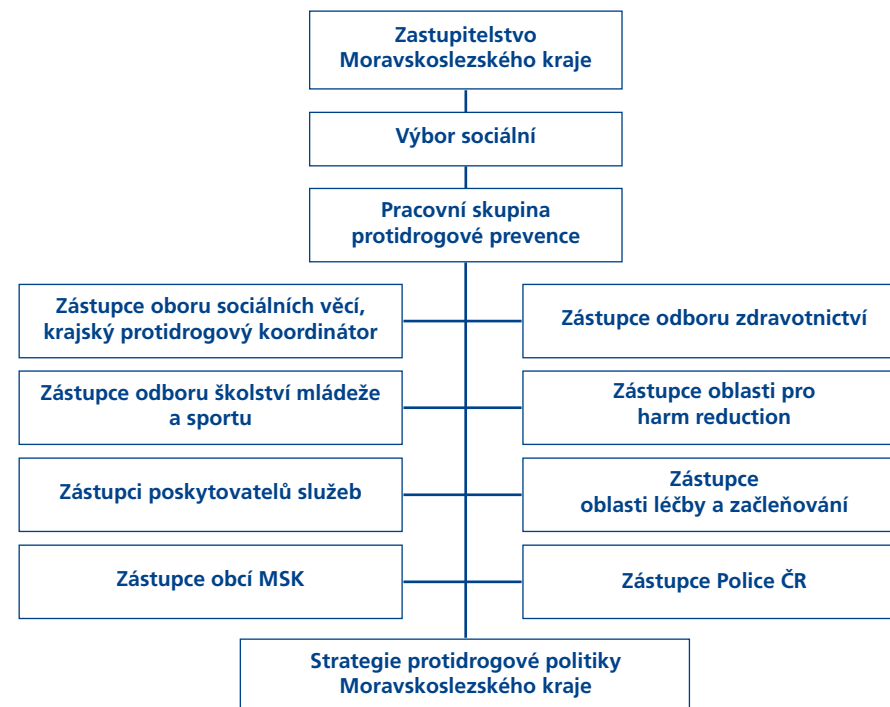 Zastupitelstvo
Moravskoslezského kraje
Výbor sociální
Pracovní skupina
protidrogové prevence
Zástupce oboru sociálních věcí,
krajský protidrogový koordinátor
Zástupce odboru zdravotnictví
Zástupce odboru školství mládeže
a sportu
Zástupce oblasti pro
harm reduction
Zástupci poskytovatelů služeb
Zástupce
oblasti léčby a začleňování
Zástupce obcí MSK
Zástupce Police ČR
Strategie protidrogové politiky
Moravskoslezského kraje